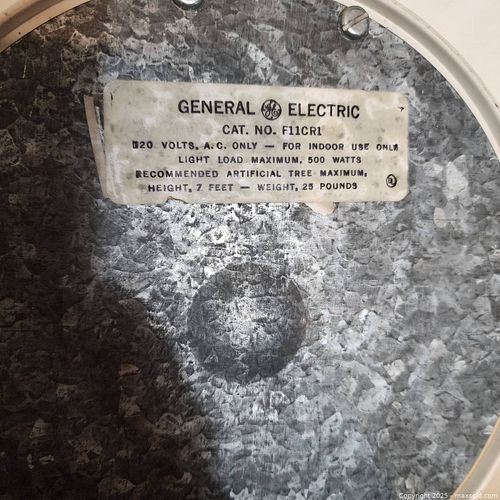 GENERAL GE ELECTRIC
CAT. NO. F11CR1
120 VOLTS, A.C. ONLY — FOR INDOOR USE ONLY
LIGHT LOAD MAXIMUM, 500 WATTS
RECOMMENDED ARTIFICIAL TREE MAXIMUM,
HEIGHT, 7 FEET — WEIGHT, 25 POUNDS
Copyright 2025 - maxsold.com